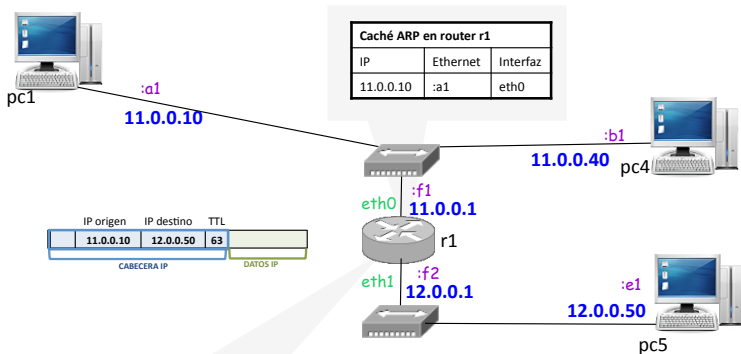 Caché ARP en router r1
IP Ethernet Interfaz
11.0.0.10 :a1 eth0
pc1
:a1
11.0.0.10
:b1
11.0.0.40
pc4
:f1
eth0
11.0.0.1
r1
IP origen IP destino TTL
11.0.0.10 12.0.0.50 63
CABECERA IP DATOS IP
eth1
:f2
12.0.0.1
:e1
12.0.0.50
pc5